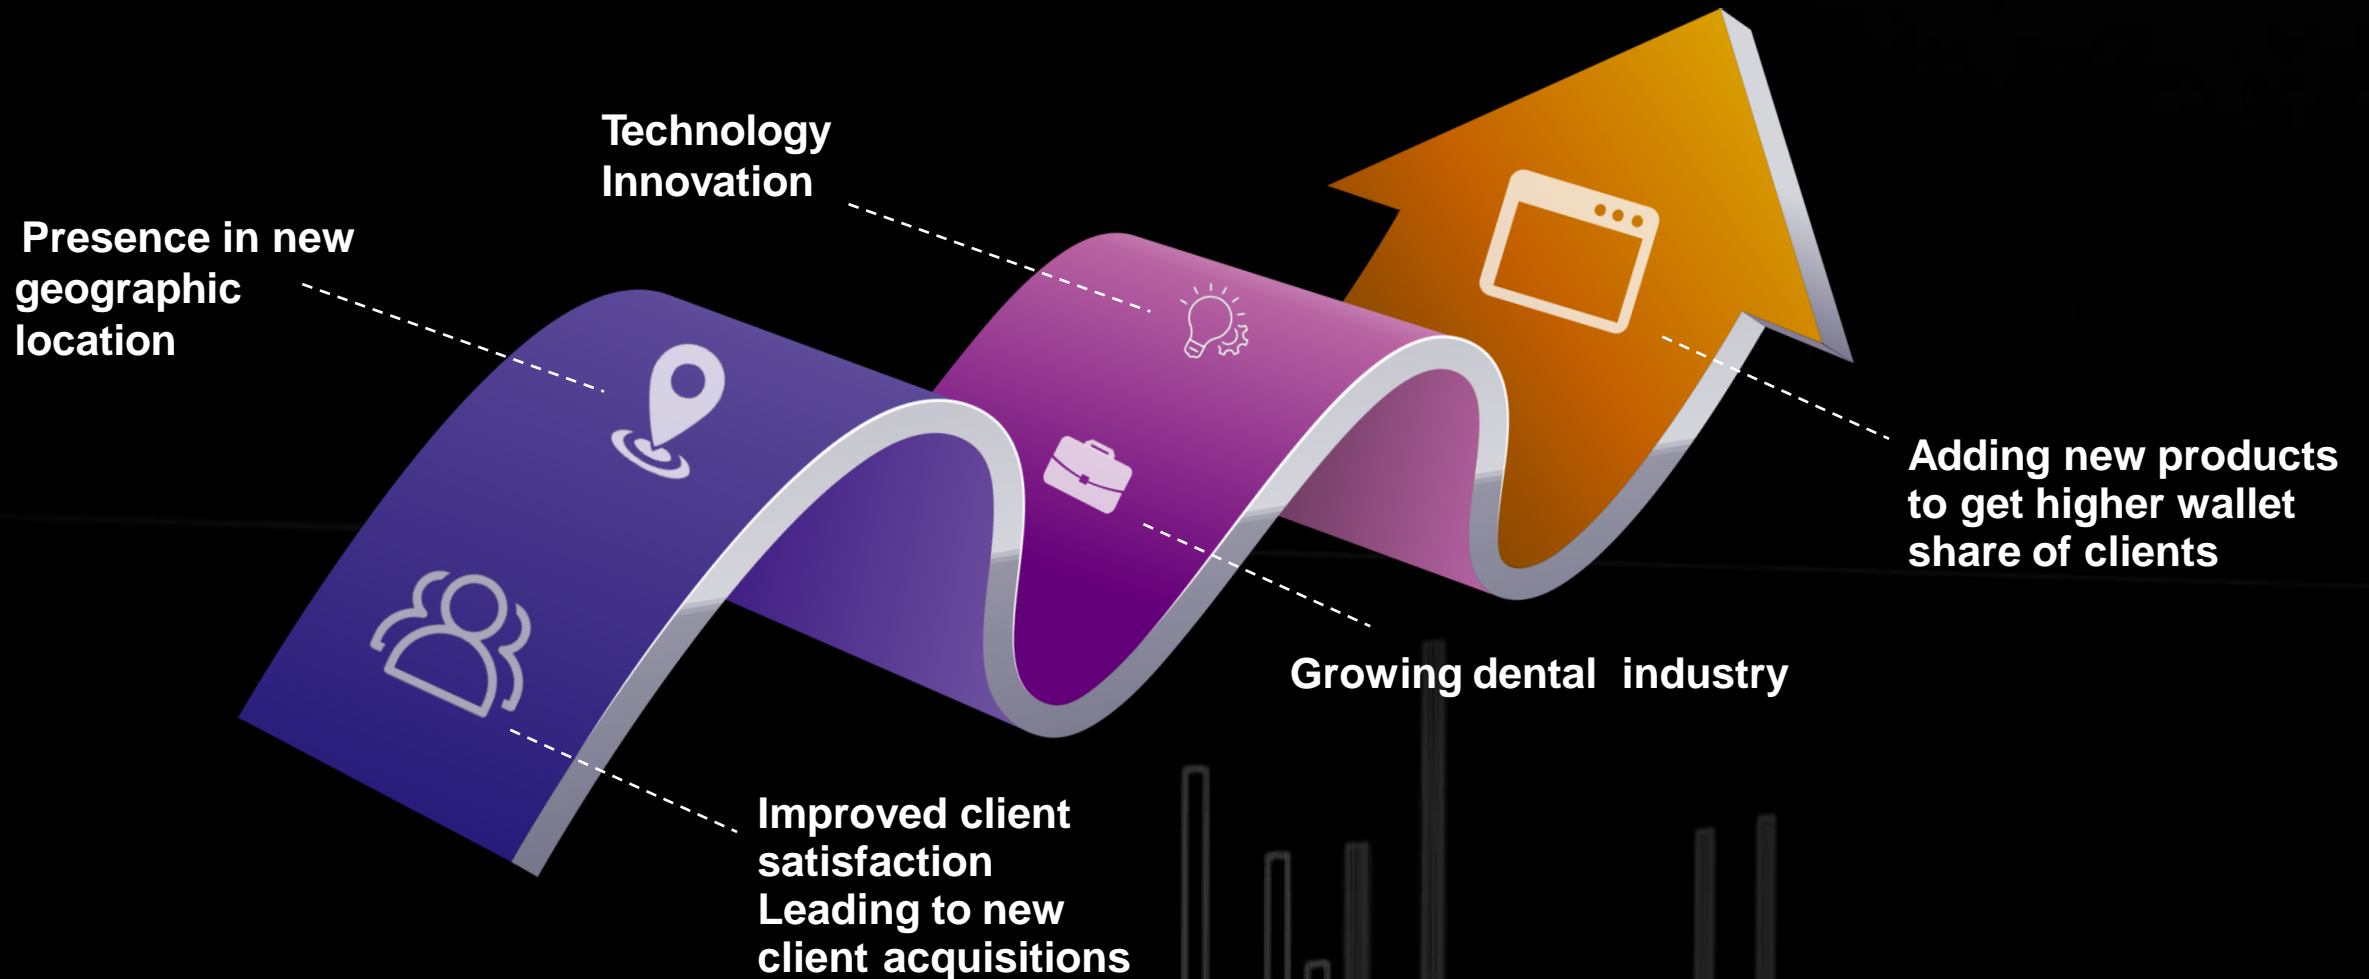 Technology
Innovation
Presence in new
geographic
location
Adding new products
to get higher wallet
share of clients
Growing dental industry
Improved client
satisfaction
Leading to new
client acquisitions